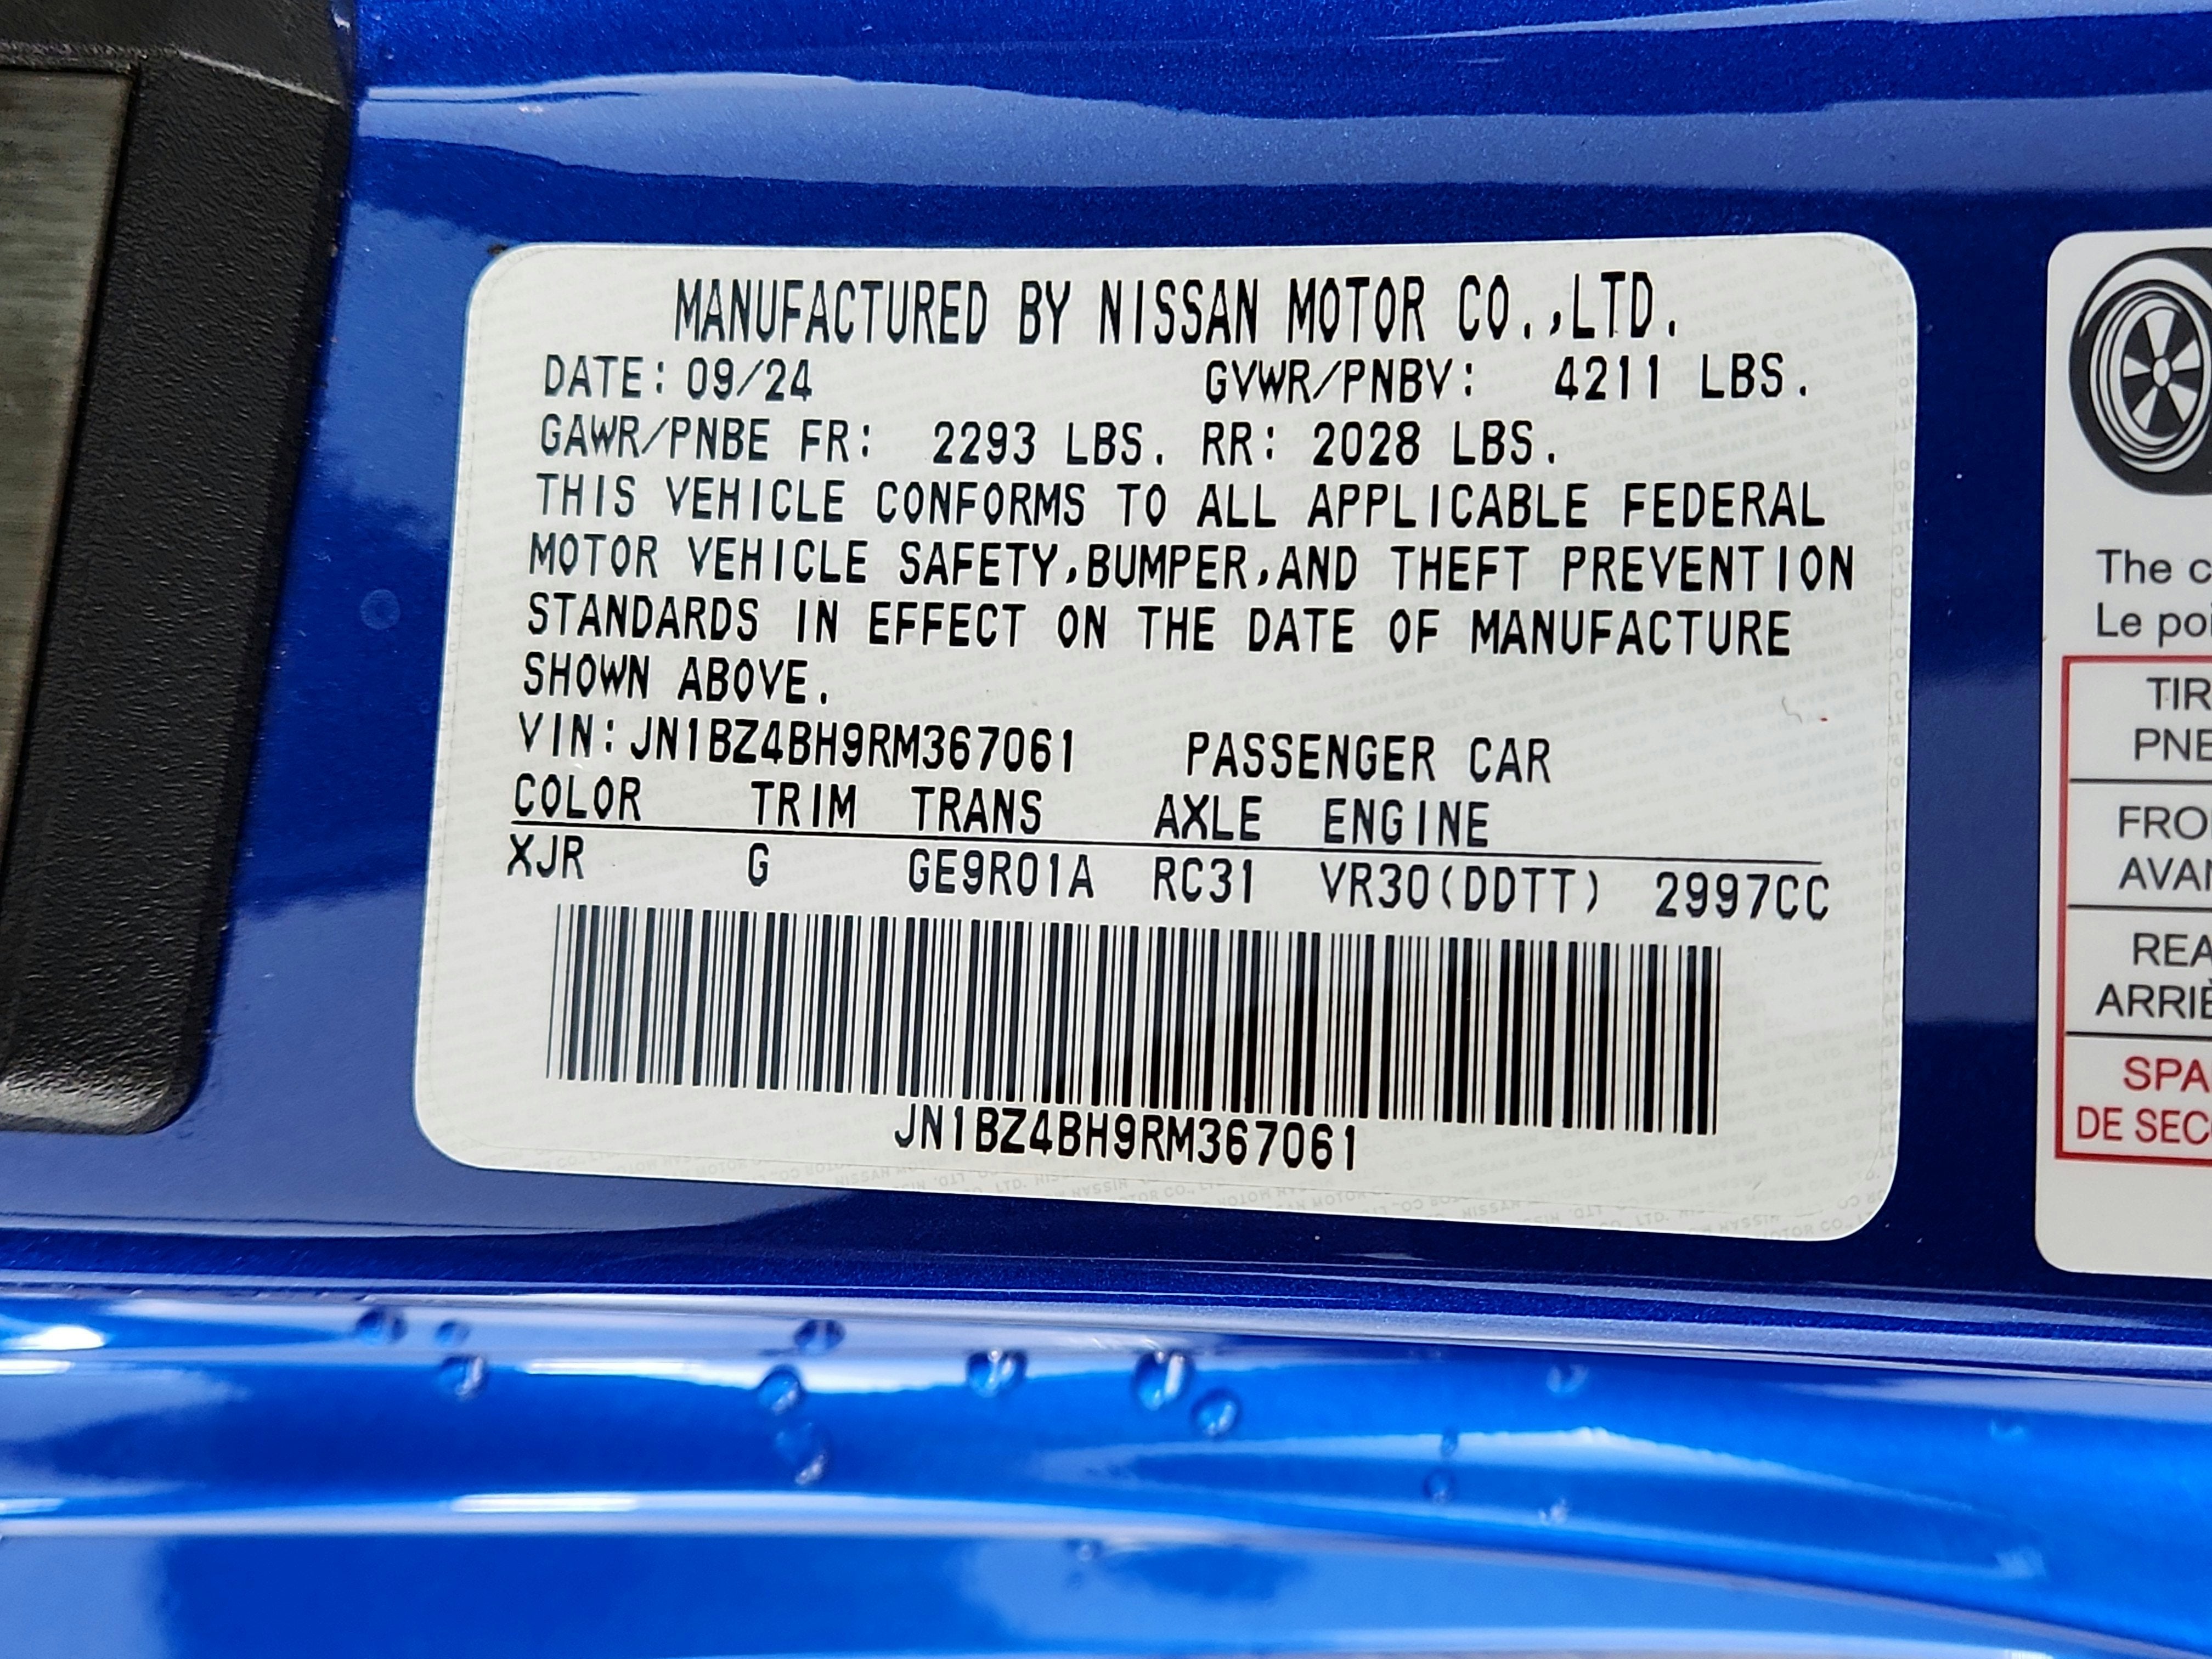 MANUFACTURED BY NISSAN MOTOR CO.,LTD.
DATE: 09/24 GVWR/PNBV: 4211 LBS.
GAWR/PNBE FR: 2293 LBS. RR: 2028 LBS.
THIS VEHICLE CONFORMS TO ALL APPLICABLE FEDERAL
MOTOR VEHICLE SAFETY,BUMPER,AND THEFT PREVENTION
STANDARDS IN EFFECT ON THE DATE OF MANUFACTURE
SHOWN ABOVE.
VIN: JN1BZ4BH9RM367061 PASSENGER CAR
COLOR TRIM TRANS AXLE ENGINE
XJR G GE9R01A RC31 VR30(DDTT) 2997CC
JN1BZ4BH9RM367061
The c
Le poi
TIR
PNE
FRO
AVAN
REA
ARRIÈ
SPA
DE SEC